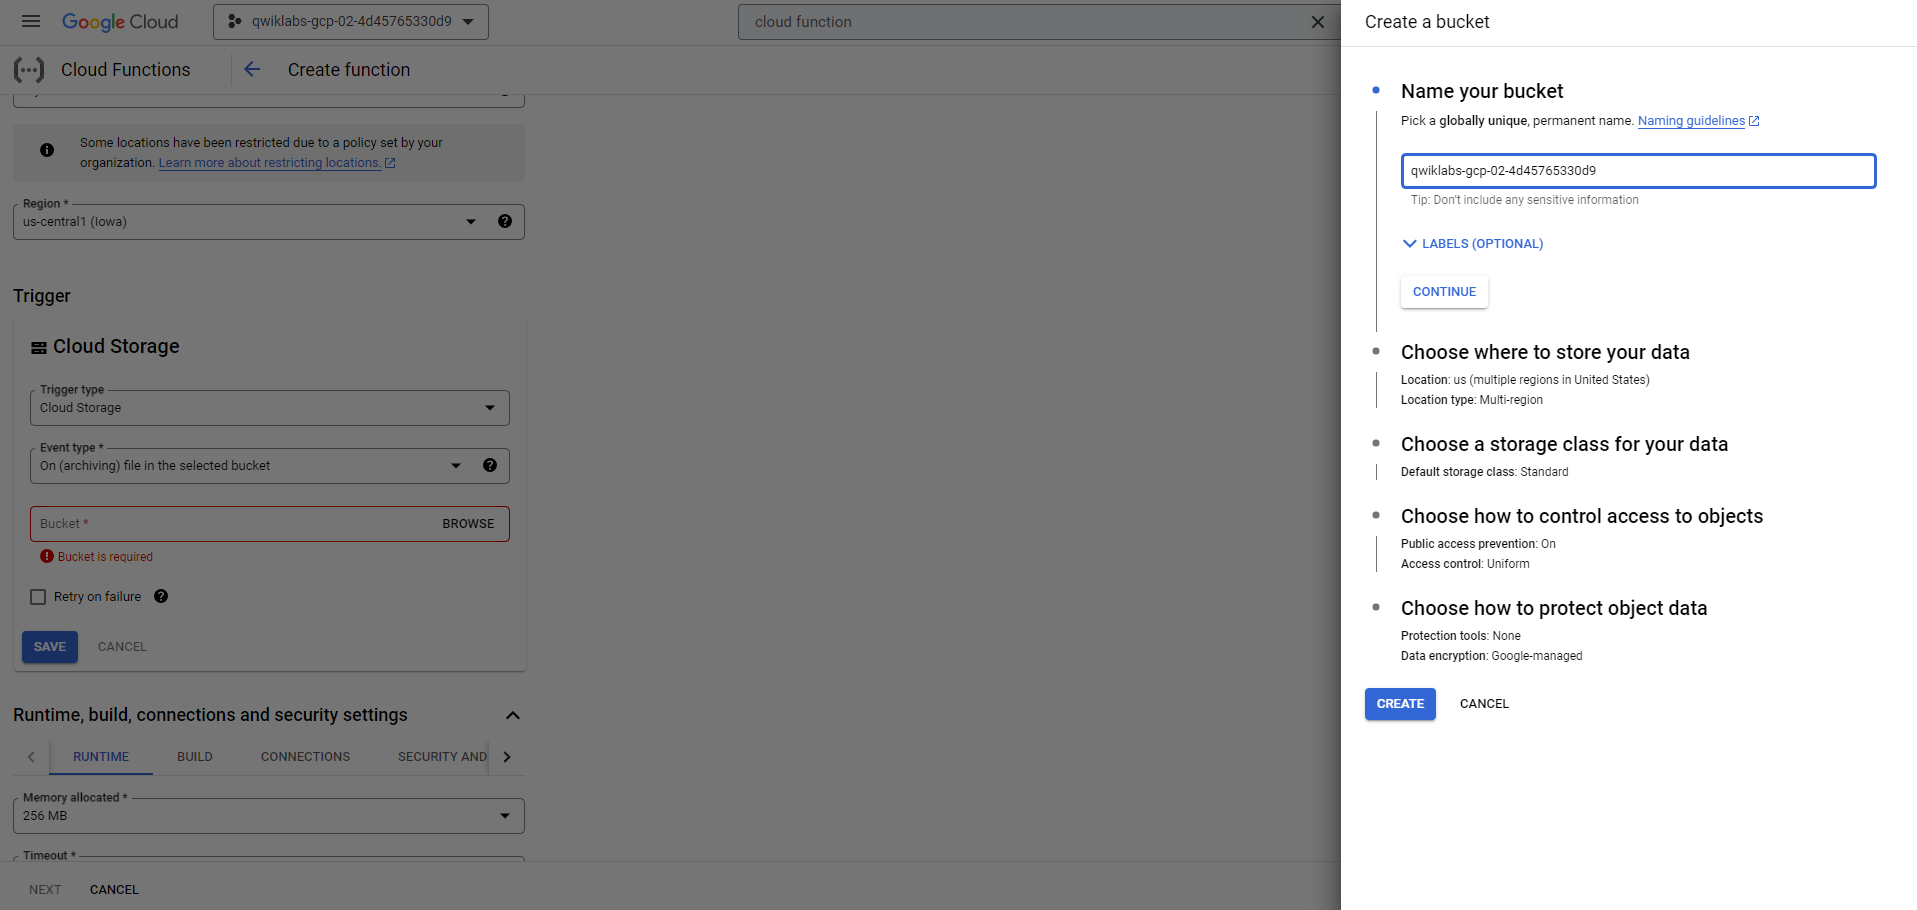 Google Cloud
qwiklabs-gcp-02-4d45765330d9
cloud function
Cloud Functions
Create function
Some locations have been restricted due to a policy set by your
organization. Learn more about restricting locations.
Region *
us-central1 (Iowa)
Trigger
Cloud Storage
Trigger type
Cloud Storage
Event type *
On (archiving) file in the selected bucket
Bucket *
BROWSE
Bucket is required
Retry on failure
SAVE
CANCEL
Runtime, build, connections and security settings
RUNTIME
BUILD
CONNECTIONS
SECURITY AND
Memory allocated *
256 MB
Timeout *
NEXT
CANCEL
Create a bucket
Name your bucket
Pick a globally unique, permanent name. Naming guidelines
qwiklabs-gcp-02-4d45765330d9
Tip: Don't include any sensitive information
LABELS (OPTIONAL)
CONTINUE
Choose where to store your data
Location: us (multiple regions in United States)
Location type: Multi-region
Choose a storage class for your data
Default storage class: Standard
Choose how to control access to objects
Public access prevention: On
Access control: Uniform
Choose how to protect object data
Protection tools: None
Data encryption: Google-managed
CREATE
CANCEL